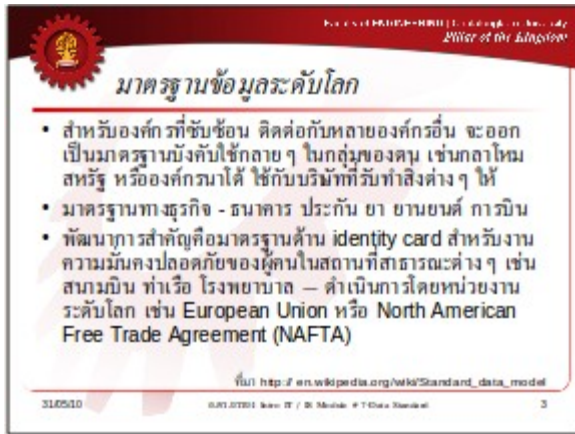 Faculty of ENGINEERING | Chulalongkorn University
Pillar of the Kingdom
มาตรฐานข้อมูลระดับโลก
• สำหรับองค์กรที่ซับซ้อน ติดต่อกับหลายองค์กรอื่น จะออก
เป็นมาตรฐานบังคับใช้กลาย ๆ ในกลุ่มของตน เช่นกลาโหม
สหรัฐ หรือองค์กรนาโต้ ใช้กับบริษัทที่รับทำสิ่งต่าง ๆ ให้
• มาตรฐานทางธุรกิจ - ธนาคาร ประกัน ยา ยานยนต์ การบิน
• พัฒนาการสำคัญคือมาตรฐานด้าน identity card สำหรับงาน
ความมั่นคงปลอดภัยของผู้คนในสถานที่สาธารณะต่าง ๆ เช่น
สนามบิน ท่าเรือ โรงพยาบาล – ดำเนินการโดยหน่วยงาน
ระดับโลก เช่น European Union หรือ North American
Free Trade Agreement (NAFTA)
ที่มา http://en.wikipedia.org/wiki/Standard_data_model
31/05/10 Intro IT / IS Module # 7-Data Standard 3